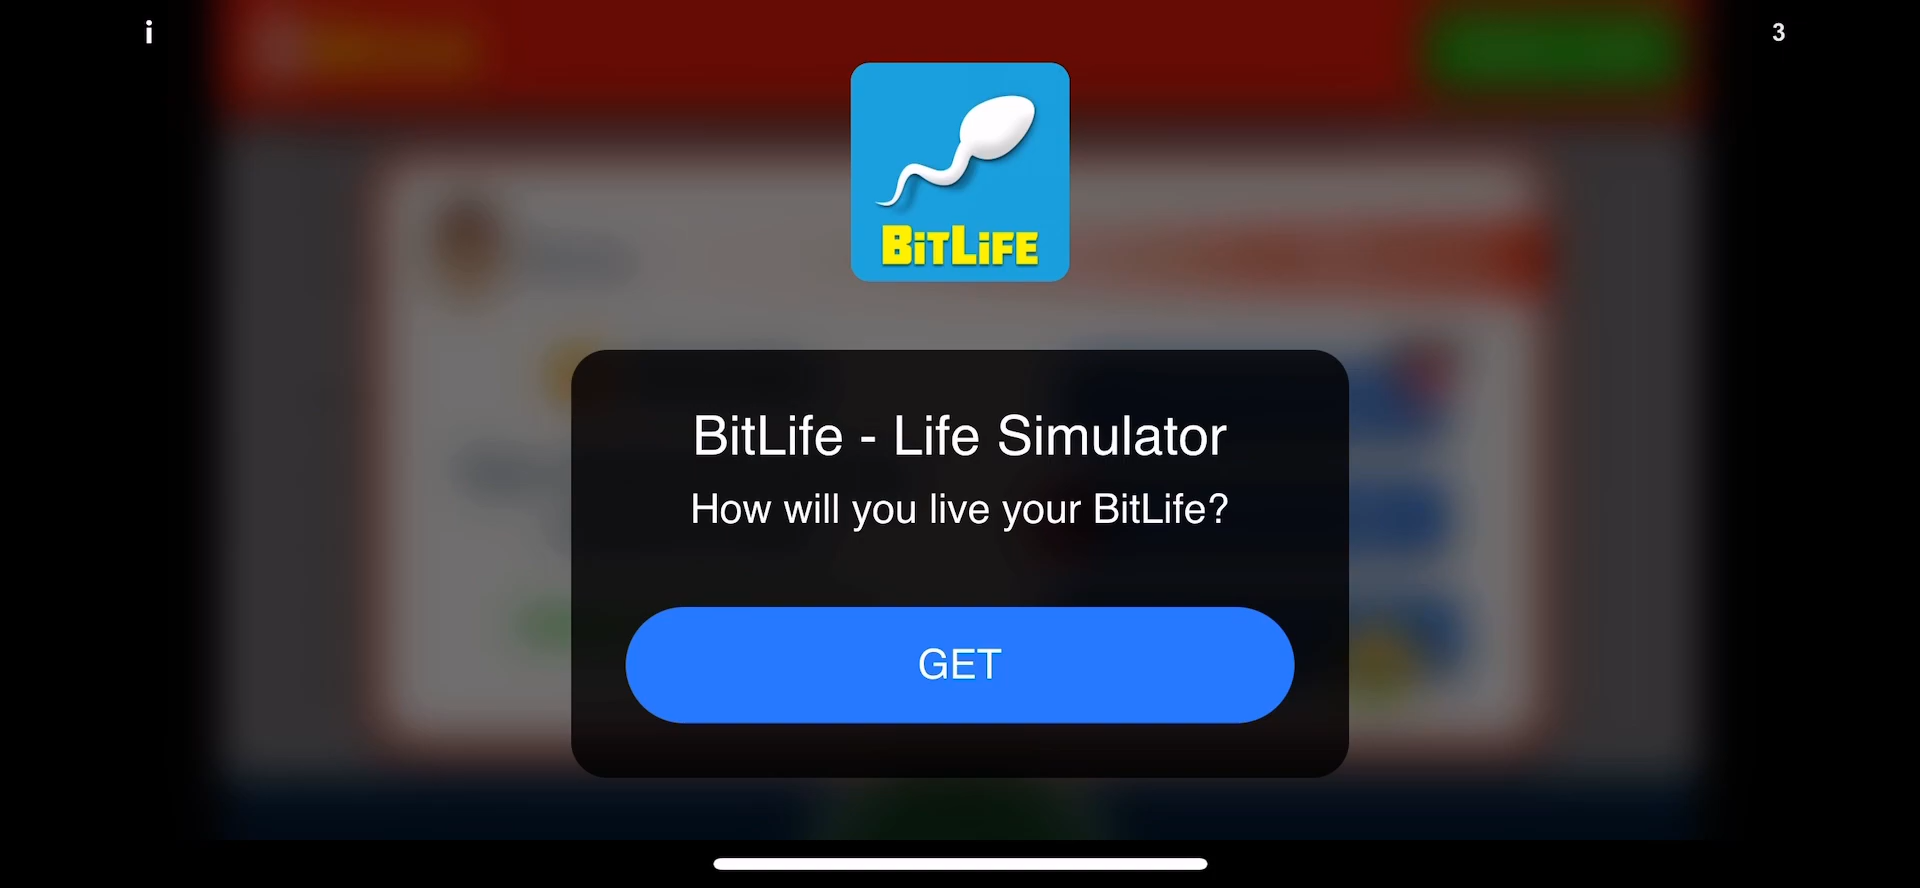 i
3
BiTLiFE
BitLife - Life Simulator
How will you live your BitLife?
GET